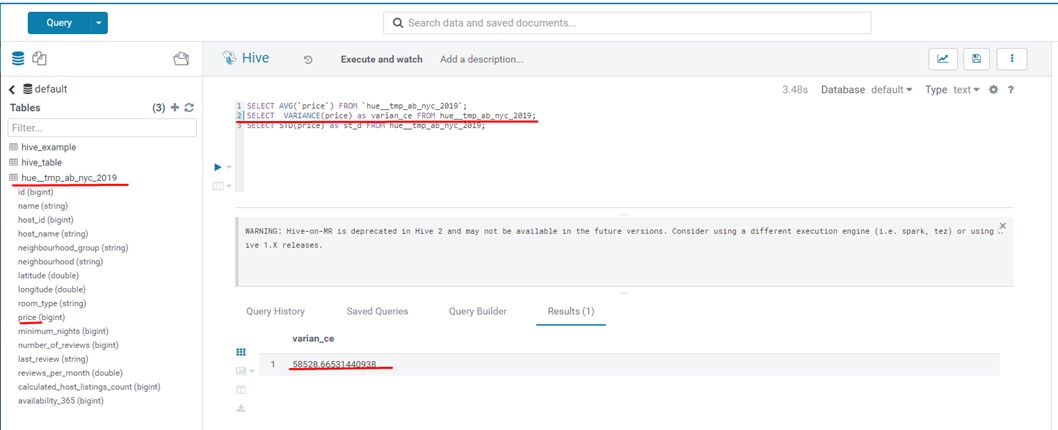 Query
Search data and saved documents...
default
Tables (3)
Filter...
hive_example
hive_table
hue__tmp_ab_nyc_2019
id (bigint)
name (string)
host_id (bigint)
host_name (string)
neighbourhood_group (string)
neighbourhood (string)
latitude (double)
longitude (double)
room_type (string)
price (bigint)
minimum_nights (bigint)
number_of_reviews (bigint)
last_review (string)
reviews_per_month (double)
calculated_host_listings_count (bigint)
availability_365 (bigint)
Hive Execute and watch Add a description...
3.48s Database default Type text ?
1 SELECT AVG(`price`) FROM `hue__tmp_ab_nyc_2019`;
2 SELECT VARIANCE(price) as varian_ce FROM hue__tmp_ab_nyc_2019;
3 SELECT STD(price) as st_d FROM hue__tmp_ab_nyc_2019;
WARNING: Hive-on-MR is deprecated in Hive 2 and may not be available in the future versions. Consider using a different execution engine (i.e. spark, tez) or using
ive 1.X releases.
Query History Saved Queries Query Builder Results (1)
varian_ce
1 58528.66531440938